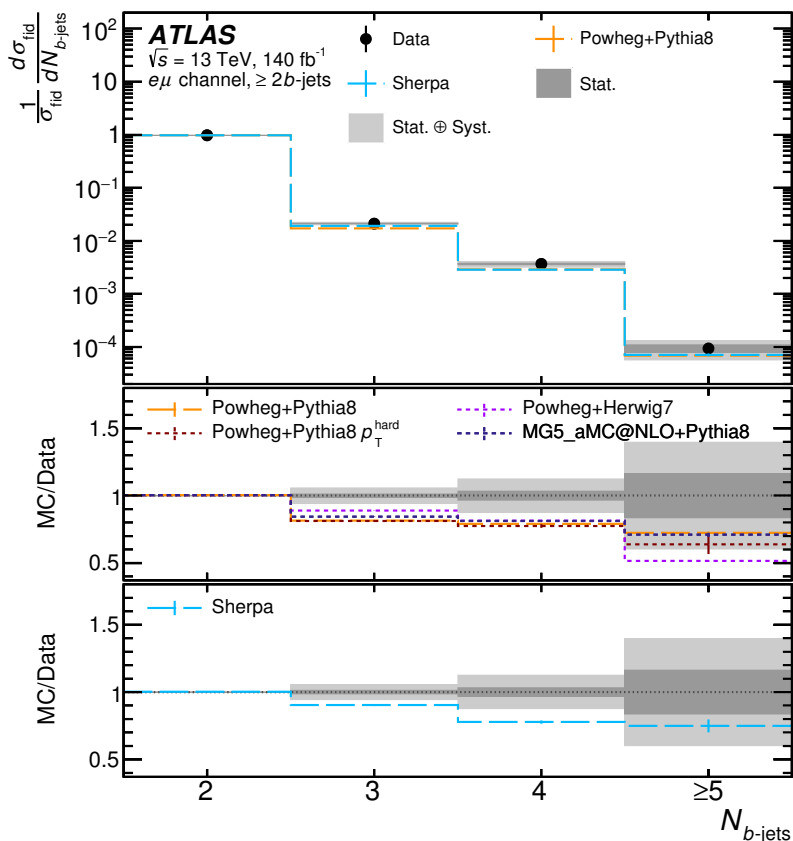 ATLAS
√s = 13 TeV, 140 fb⁻¹
eμ channel, ≥ 2b-jets
Data
Powheg+Pythia8
Sherpa
Stat.
Stat. ⊕ Syst.
1/σ_fid dσ_fid/dN_b-jets
10²
10
1
10⁻¹
10⁻²
10⁻³
10⁻⁴
Powheg+Pythia8
Powheg+Herwig7
Powheg+Pythia8 p_T^hard
MG5_aMC@NLO+Pythia8
MC/Data
1.5
1
0.5
Sherpa
MC/Data
1.5
1
0.5
2 3 4 ≥5
N_b-jets